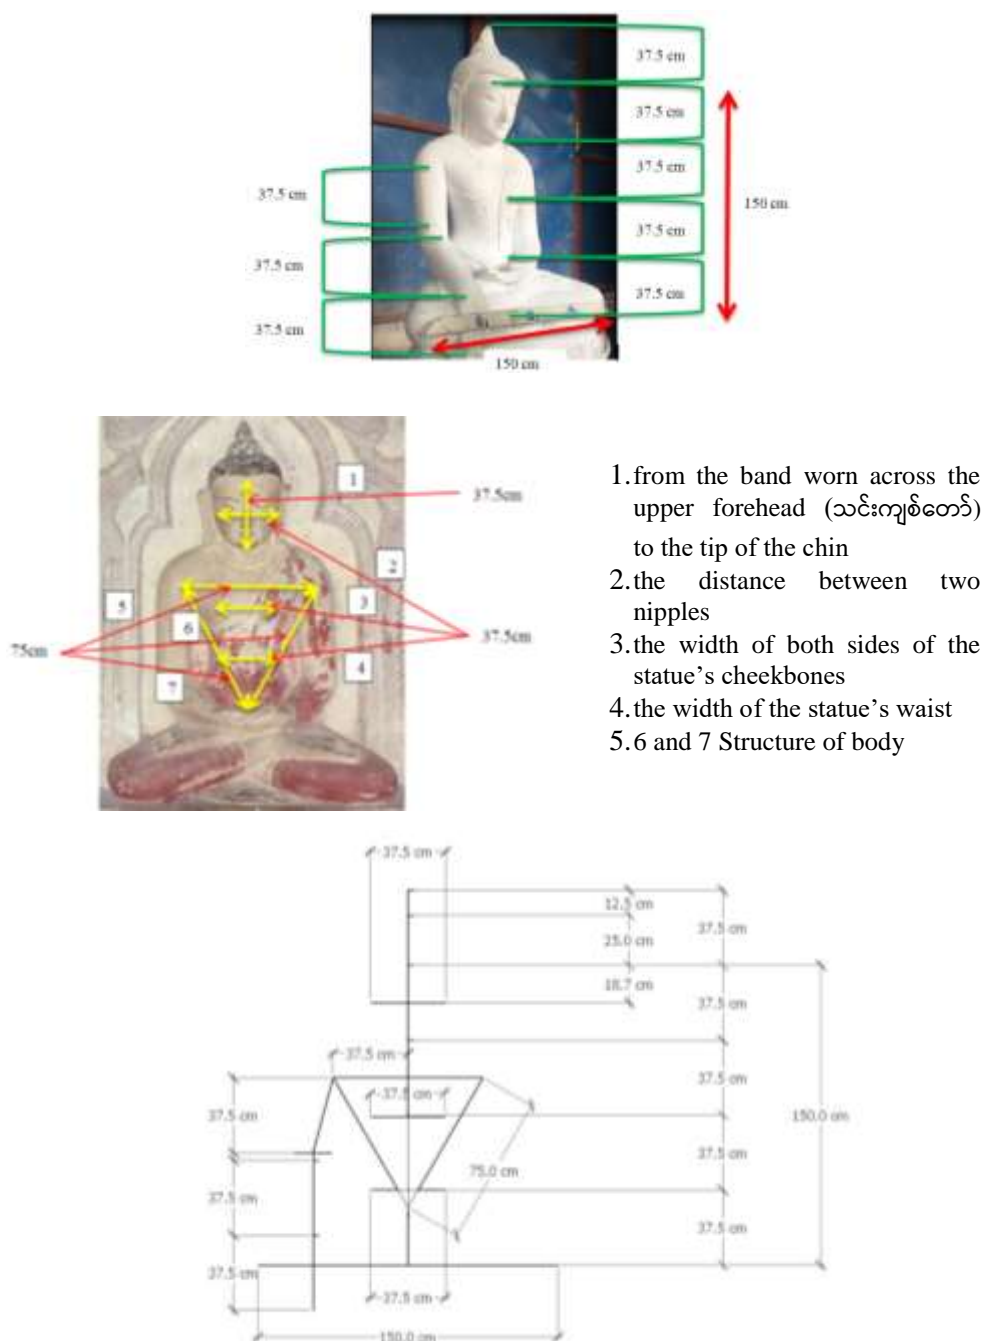 37.5 cm
37.5 cm
37.5 cm
37.5 cm
37.5 cm
150 cm
37.5 cm
37.5 cm
37.5 cm
150 cm
1
2
3
4
5
6
7
37.5cm
37.5cm
75cm
1.from the band worn across the
upper forehead (သင်းကျစ်တော်)
to the tip of the chin
2.the distance between two
nipples
3.the width of both sides of the
statue's cheekbones
4.the width of the statue's waist
5.6 and 7 Structure of body
37.5 cm
12.5 cm
37.5 cm
25.0 cm
18.7 cm
37.5 cm
37.5 cm
37.5 cm
37.5 cm
37.5 cm
150.0 cm
37.5 cm
75.0 cm
37.5 cm
37.5 cm
37.5 cm
37.5 cm
37.5 cm
150.0 cm